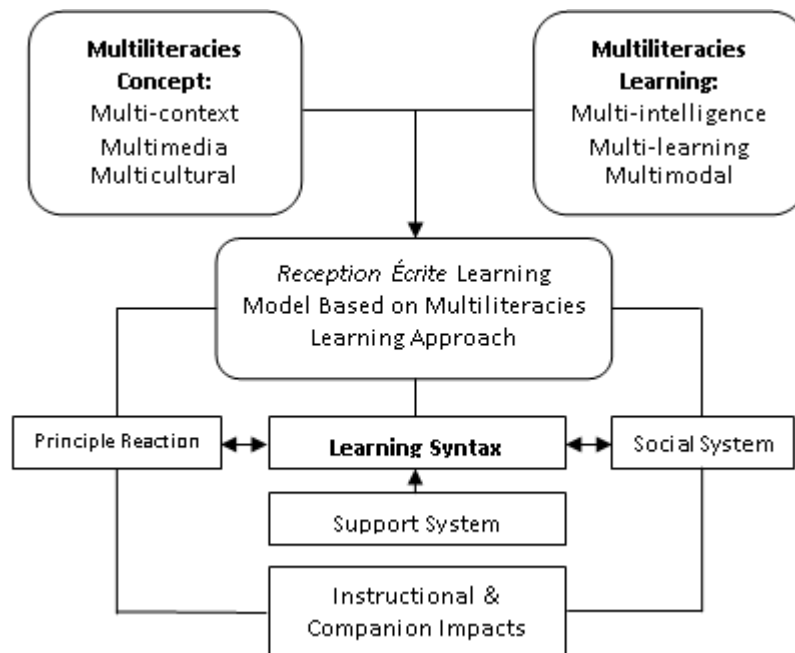 Multiliteracies
Concept:
Multi-context
Multimedia
Multicultural
Multiliteracies
Learning:
Multi-intelligence
Multi-learning
Multimodal
Reception Écrite Learning
Model Based on Multiliteracies
Learning Approach
Principle Reaction
Learning Syntax
Social System
Support System
Instructional &
Companion Impacts